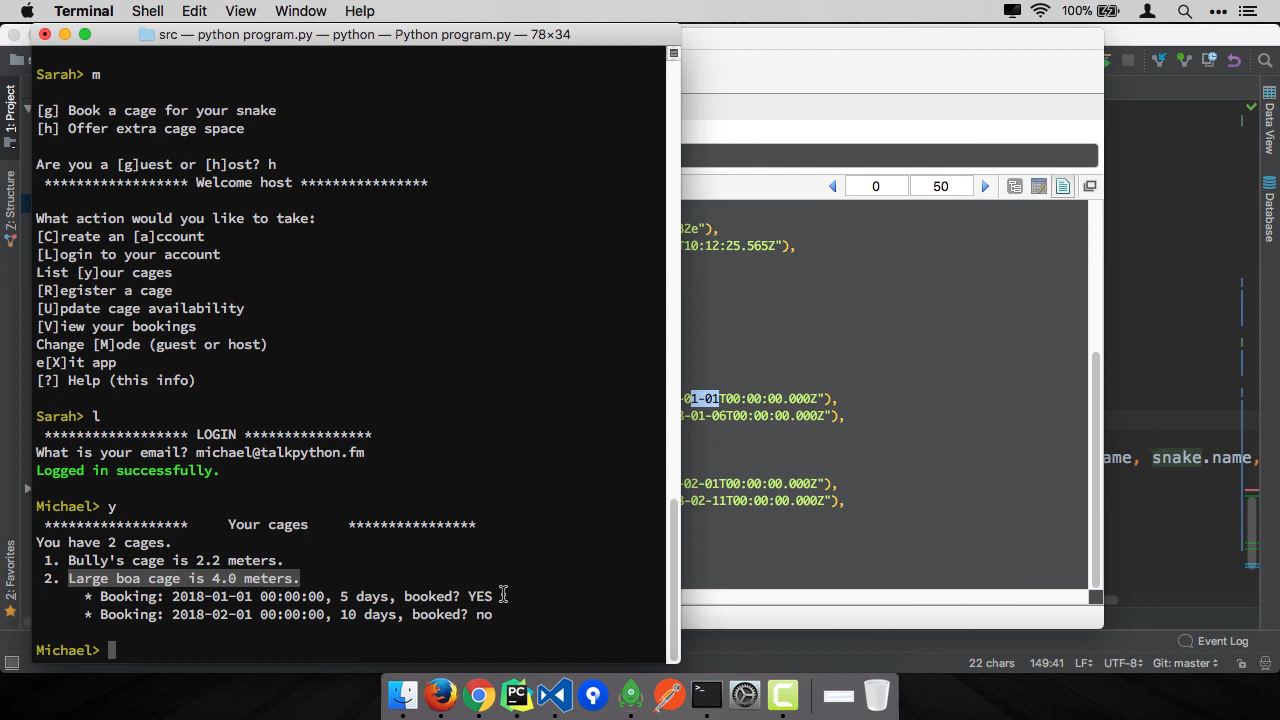 Terminal Shell Edit View Window Help 100%
src — python program.py — python — Python program.py — 78×34
Sarah> m
[g] Book a cage for your snake
[h] Offer extra cage space
Are you a [g]uest or [h]ost? h
****************** Welcome host ****************
What action would you like to take:
[C]reate an [a]ccount
[L]ogin to your account
List [y]our cages
[R]egister a cage
[U]pdate cage availability
[V]iew your bookings
Change [M]ode (guest or host)
e[X]it app
[?] Help (this info)
Sarah> l
****************** LOGIN ****************
What is your email? michael@talkpython.fm
Logged in successfully.
Michael> y
****************** Your cages ****************
You have 2 cages.
1. Bully's cage is 2.2 meters.
2. Large boa cage is 4.0 meters.
* Booking: 2018-01-01 00:00:00, 5 days, booked? YES
* Booking: 2018-02-01 00:00:00, 10 days, booked? no
Michael>
0 50
32e"),
T10:12:25.565Z"),
-01-01T00:00:00.000Z"),
-01-06T00:00:00.000Z"),
-02-01T00:00:00.000Z"),
-02-11T00:00:00.000Z"),
ame, snake.name,
1: Project
7: Structure
2: Favorites
Data View
Database
Event Log
22 chars 149:41 LF÷ UTF-8÷ Git: master÷